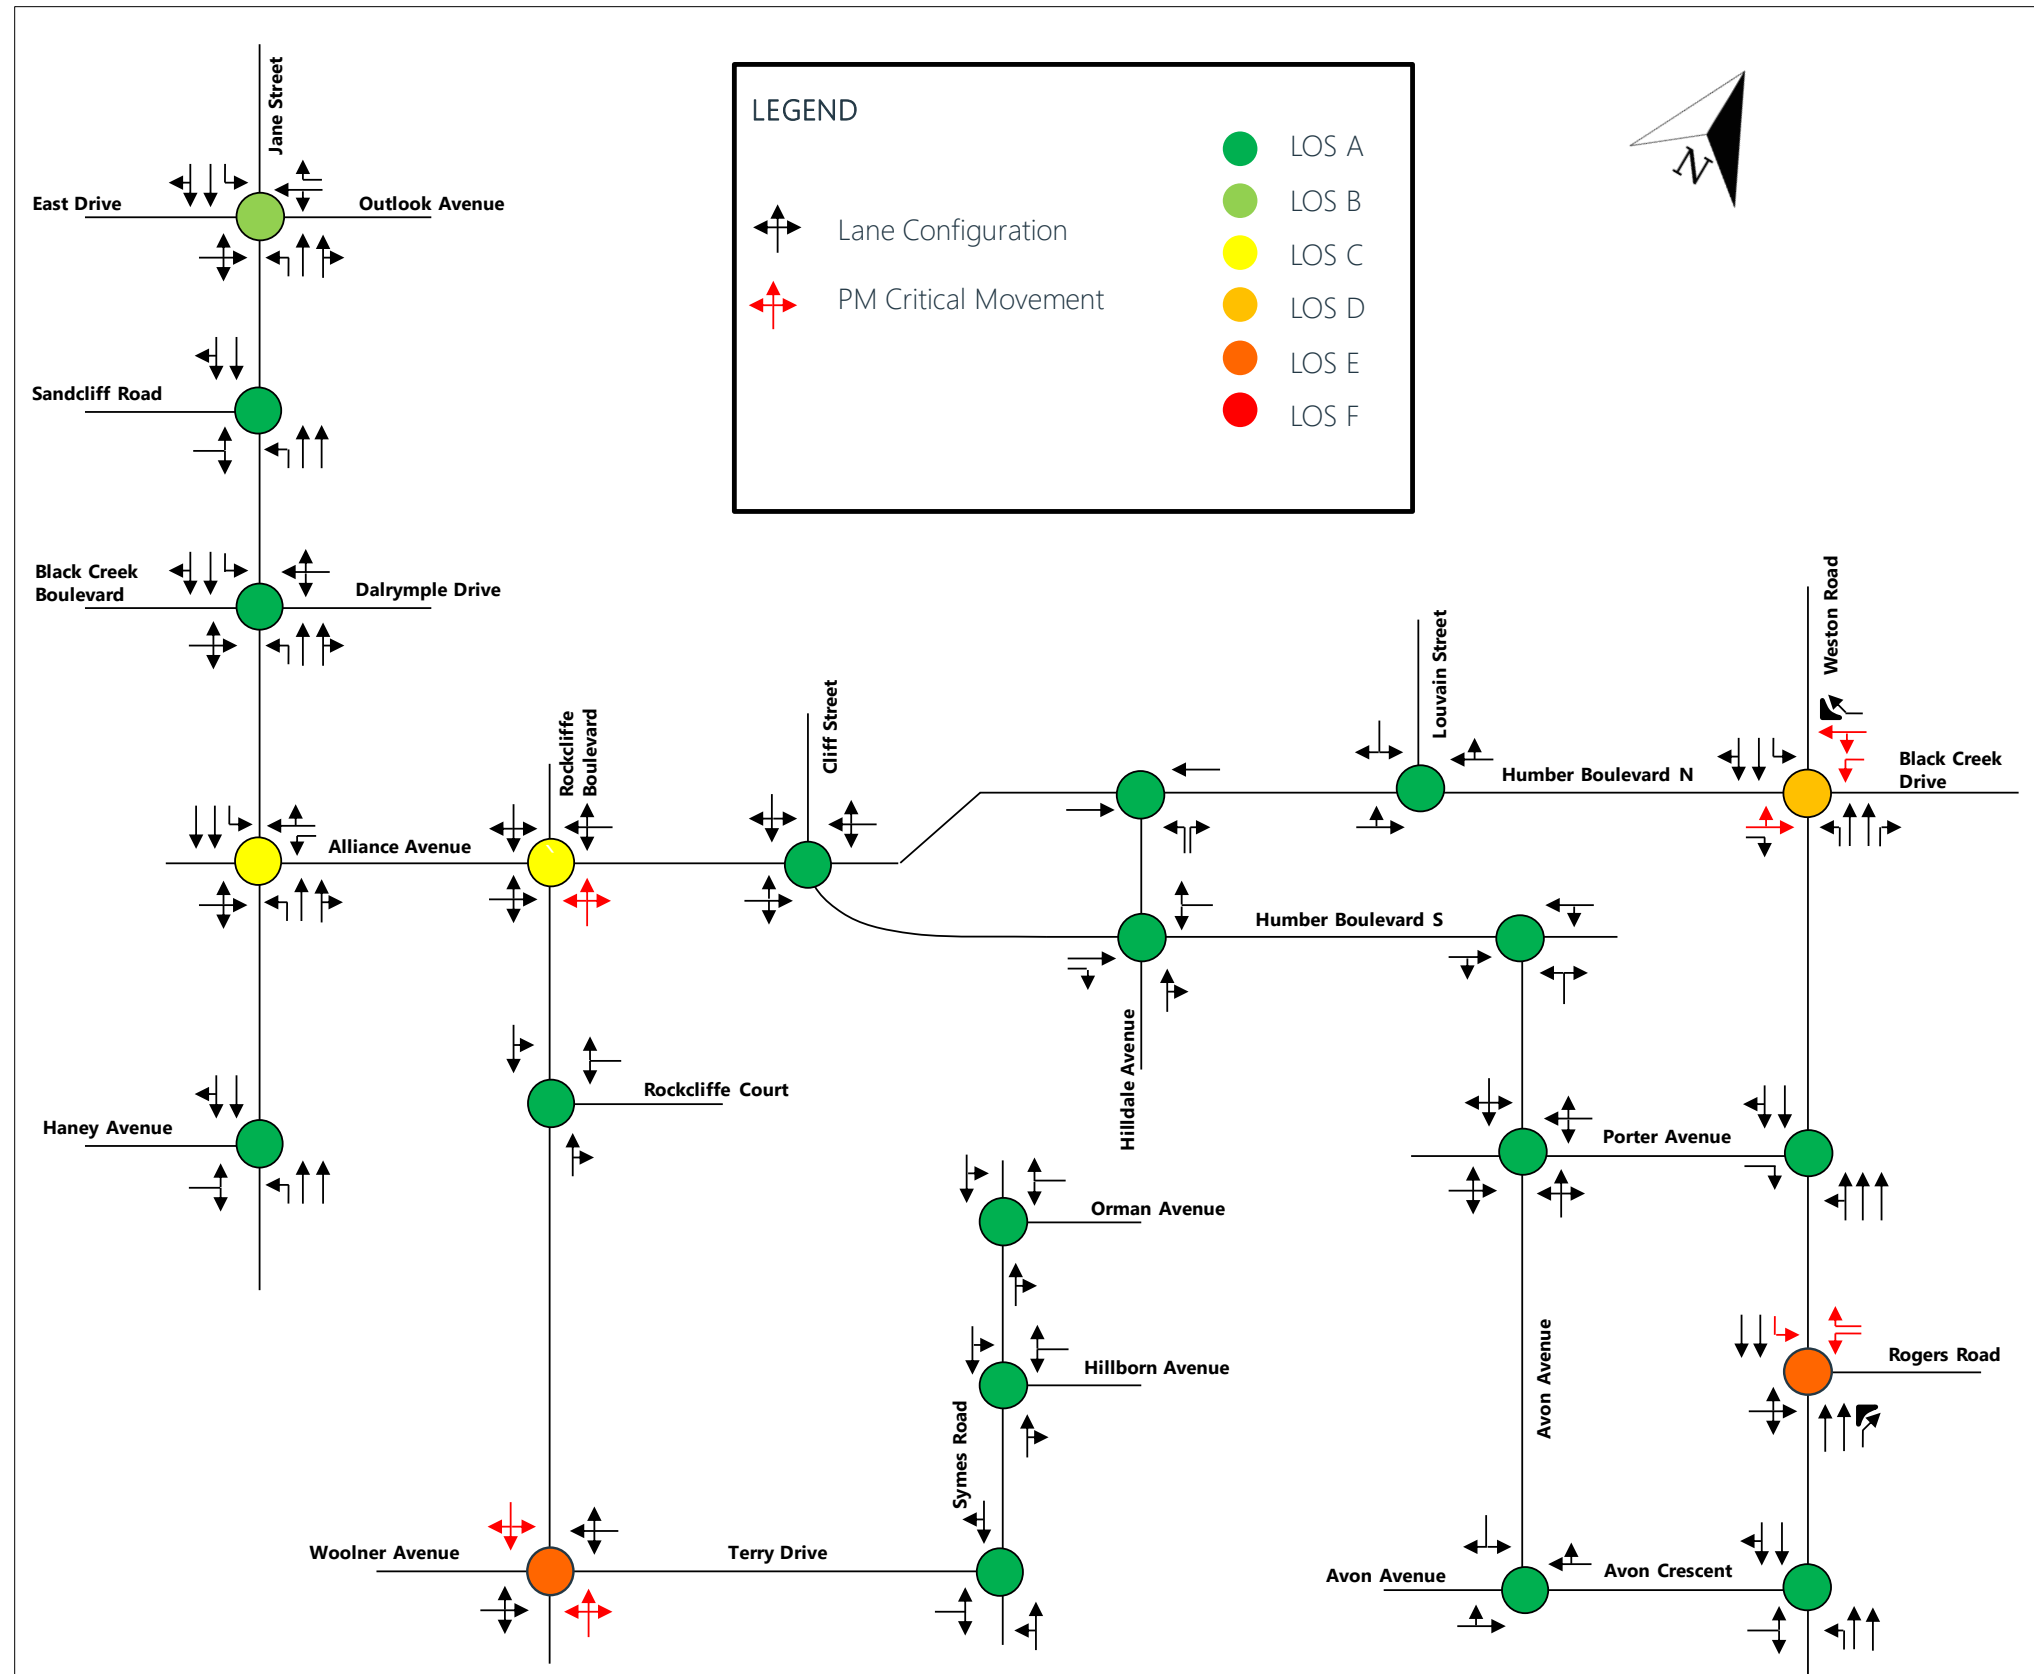 Jane Street
East Drive
Outlook Avenue
LEGEND
Lane Configuration
PM Critical Movement
LOS A
LOS B
LOS C
LOS D
LOS E
LOS F
N
Sandcliff Road
Black Creek
Boulevard
Dalrymple Drive
Rockcliffe
Boulevard
Cliff Street
Louvain Street
Weston Road
Alliance Avenue
Humber Boulevard N
Black Creek
Drive
Humber Boulevard S
Hilldale Avenue
Rockcliffe Court
Haney Avenue
Porter Avenue
Orman Avenue
Hillborn Avenue
Symes Road
Avon Avenue
Rogers Road
Woolner Avenue
Terry Drive
Avon Avenue
Avon Crescent